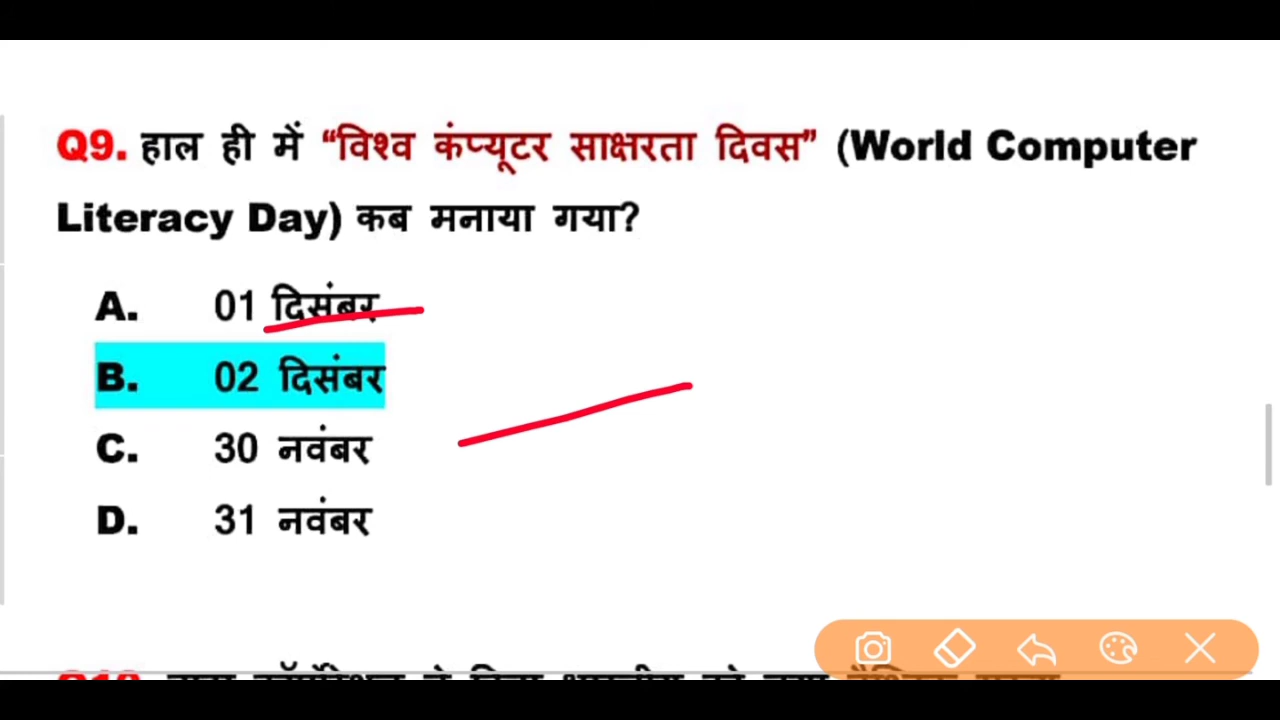 Q9. हाल ही में “विश्व कंप्यूटर साक्षरता दिवस” (World Computer
Literacy Day) कब मनाया गया?
A. 01 दिसंबर
B. 02 दिसंबर
C. 30 नवंबर
D. 31 नवंबर